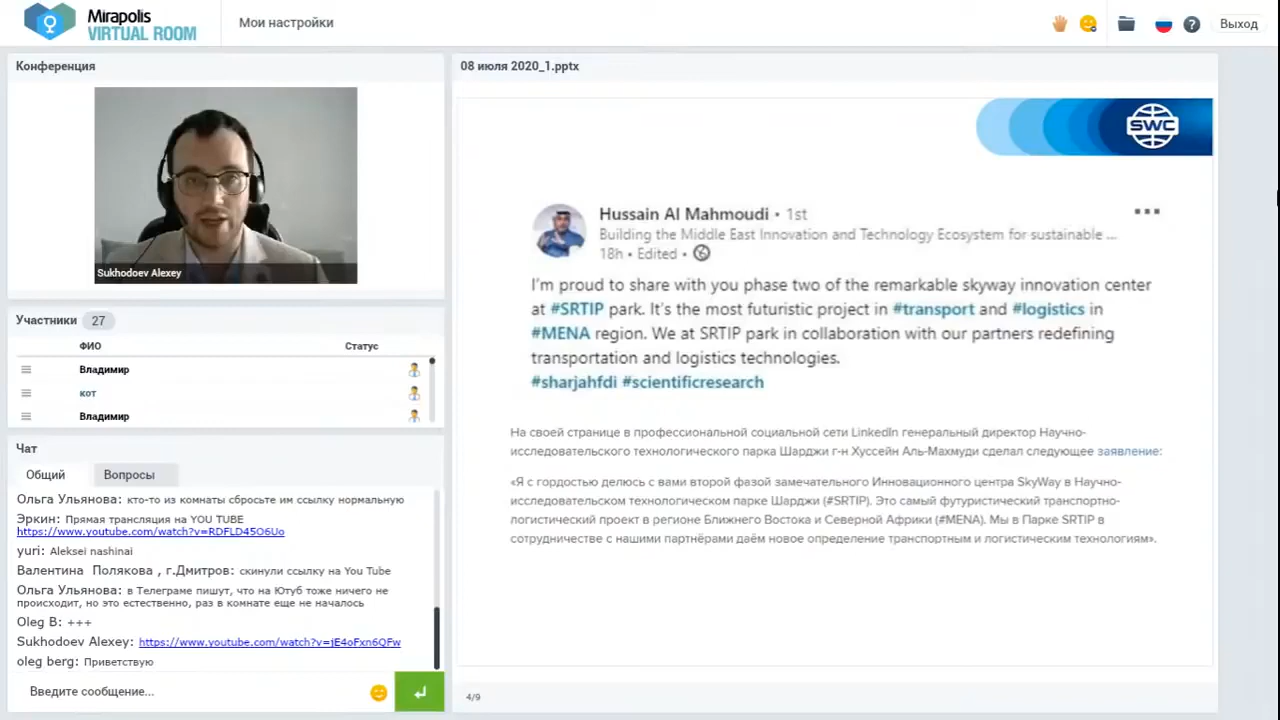 Mirapolis
VIRTUAL ROOM
Мои настройки
Выход
Конференция
Sukhodoev Alexey
Участники 27
ФИО Статус
Владимир
кот
Владимир
Чат
Общий Вопросы
Ольга Ульянова: кто-то из комнаты сбросьте им ссылку нормальную
Эркин: Прямая трансляция на YOU TUBE
https://www.youtube.com/watch?v=RDFLD45O6Uo
yuri: Aleksei nashinai
Валентина Полякова , г.Дмитров: скинули ссылку на You Tube
Ольга Ульянова: в Телеграме пишут, что на Ютуб тоже ничего не
происходит, но это естественно, раз в комнате еще не началось
Oleg B: +++
Sukhodoev Alexey: https://www.youtube.com/watch?v=jE4oFxn6QFw
oleg berg: Приветствую
Введите сообщение...
08 июля 2020_1.pptx
SWC
Hussain Al Mahmoudi • 1st
Building the Middle East Innovation and Technology Ecosystem for sustainable ...
18h • Edited •
I'm proud to share with you phase two of the remarkable skyway innovation center
at #SRTIP park. It's the most futuristic project in #transport and #logistics in
#MENA region. We at SRTIP park in collaboration with our partners redefining
transportation and logistics technologies.
#sharjahfdi #scientificresearch
На своей странице в профессиональной социальной сети LinkedIn генеральный директор Научно-
исследовательского технологического парка Шарджи г-н Хуссейн Аль-Махмуди сделал следующее заявление:
«Я с гордостью делюсь с вами второй фазой замечательного Инновационного центра SkyWay в Научно-
исследовательском технологическом парке Шарджи (#SRTIP). Это самый футуристический транспортно-
логистический проект в регионе Ближнего Востока и Северной Африки (#MENA). Мы в Парке SRTIP в
сотрудничестве с нашими партнёрами даём новое определение транспортным и логистическим технологиям».
4/9